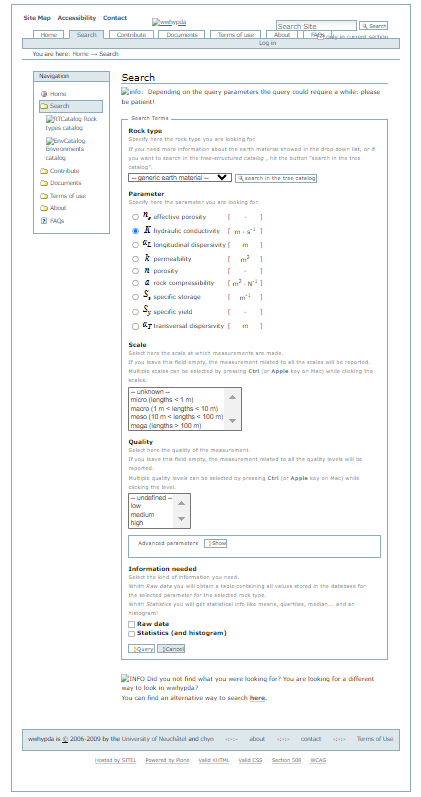 Site Map Accessibility Contact
wwhypda
Search Site Search
only in current section
Home Search Contribute Documents Terms of use About FAQs
Log in
You are here: Home → Search
Navigation
Home
Search
RTCatalog Rock
types catalog
EnvCatalog
Environments
catalog
Contribute
Documents
Terms of use
About
FAQs
Search
info: Depending on the query parameters the query could require a while: please
be patient!
Search Terms
Rock type
Specify here the rock type you are looking for.
If you need more information about the earth material showed in the drop down list, or if
you want to search in the tree-structured catalog , hit the button "search in the tree
catalog".
-- generic earth material -- search in the tree catalog
Parameter
Specify here the parameter you are looking for.
nₑ effective porosity [ - ]
K hydraulic conductivity [ m · s⁻¹ ]
α_L longitudinal dispersivity [ m ]
k permeability [ m² ]
n porosity [ - ]
α rock compressibility [ m² · N⁻¹ ]
Sₛ specific storage [ m⁻¹ ]
S_y specific yield [ - ]
α_T transversal dispersivity [ m ]
Scale
Select here the scale at which measurements are made.
If you leave this field empty, the measurement related to all the scales will be reported.
Multiple scales can be selected by pressing Ctrl (or Apple key on Mac) while clicking the
scales.
-- unknown --
micro (lengths < 1 m)
macro (1 m < lengths < 10 m)
meso (10 m < lengths < 100 m)
mega (lengths > 100 m)
Quality
Select here the quality of the measurement.
If you leave this field empty, the measurement related to all the quality levels will be
reported.
Multiple quality levels can be selected by pressing Ctrl (or Apple key on Mac) while
clicking the level.
-- undefined --
low
medium
high
Advanced parameters Show
Information needed
Select the kind of information you need.
Whith Raw data you will obtain a table containing all values stored in the database for
the selected parameter for the selected rock type.
Whith Statistics you will get statistical info like means, quartiles, median... and an
histogram!
Raw data
Statistics (and histogram)
Query Cancel
INFO Did you not find what you were looking for? You are looking for a different
way to look in wwhypda?
You can find an alternative way to search here.
wwhypda is © 2006-2009 by the University of Neuchâtel and chyn -:-:- about -:-:- contact -:-:- Terms of Use
Hosted by SITEL Powered by Plone Valid XHTML Valid CSS Section 508 WCAG